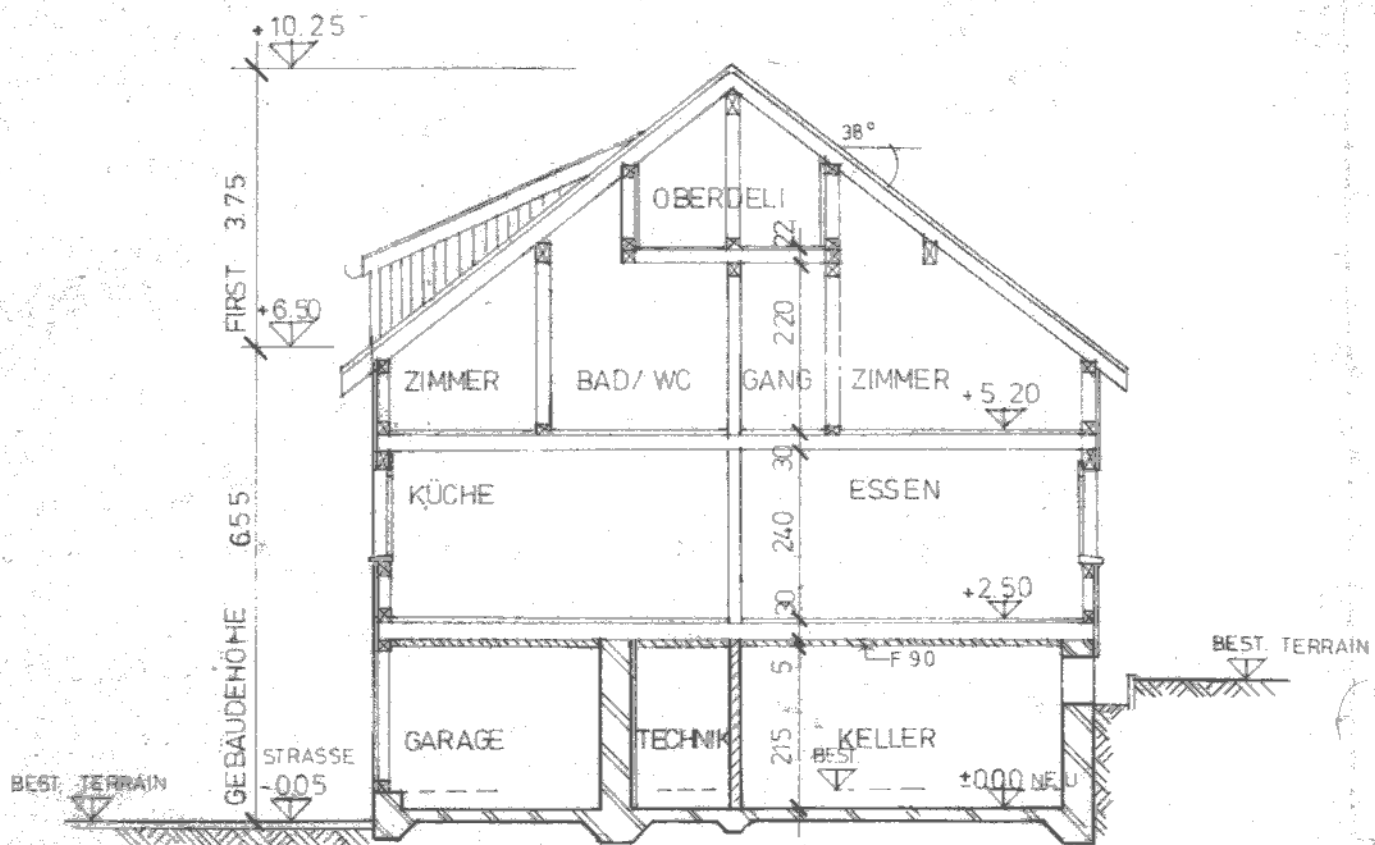 +10.25
38°
FIRST 3.75
OBERDELI
22
+6.50
220
ZIMMER BAD/WC GANG ZIMMER
+5.20
30
KÜCHE ESSEN
GEBÄUDEHÖHE 6.55
240
+2.50
30
F 90
BEST. TERRAIN
5
GARAGE TECHNIK KELLER
215
BEST.
STRASSE
-0.05
±0.00 NEU
BEST. TERRAIN